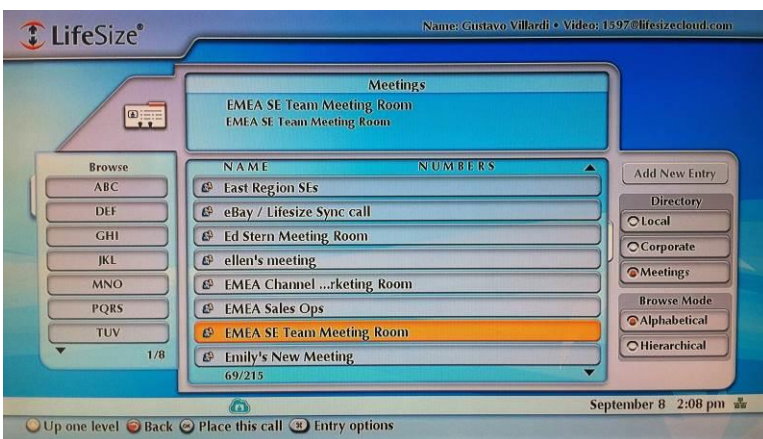 LifeSize®
Name: Gustavo Villardi • Video: 1597@lifesizecloud.com
Meetings
EMEA SE Team Meeting Room
EMEA SE Team Meeting Room
Browse
ABC
DEF
GHI
JKL
MNO
PQRS
TUV
1/8
NAME NUMBERS
East Region SEs
eBay / Lifesize Sync call
Ed Stern Meeting Room
ellen's meeting
EMEA Channel ...rketing Room
EMEA Sales Ops
EMEA SE Team Meeting Room
Emily's New Meeting
69/215
Add New Entry
Directory
Local
Corporate
Meetings
Browse Mode
Alphabetical
Hierarchical
September 8 2:08 pm
Up one level Back OK Place this call Entry options